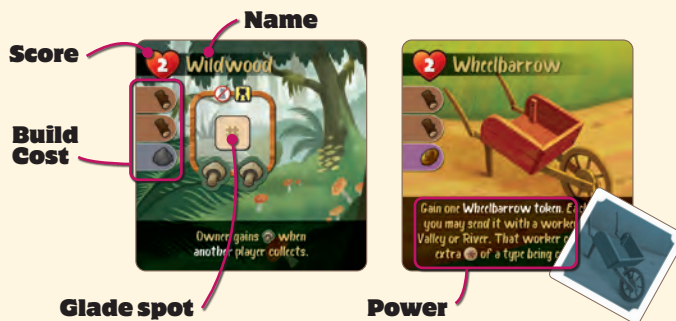 Name
Score
2 Wildwood
2 Wheelbarrow
Build
Cost
Owner gains when
another player collects.
Gain one Wheelbarrow token.
you may send it with a worker
Valley or River. That worker
extra of a type being
Glade spot
Power